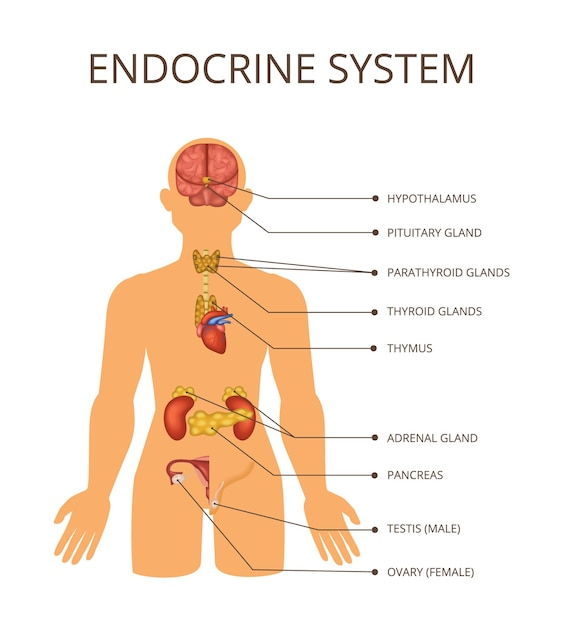 ENDOCRINE SYSTEM
HYPOTHALAMUS
PITUITARY GLAND
PARATHYROID GLANDS
THYROID GLANDS
THYMUS
ADRENAL GLAND
PANCREAS
TESTIS (MALE)
OVARY (FEMALE)